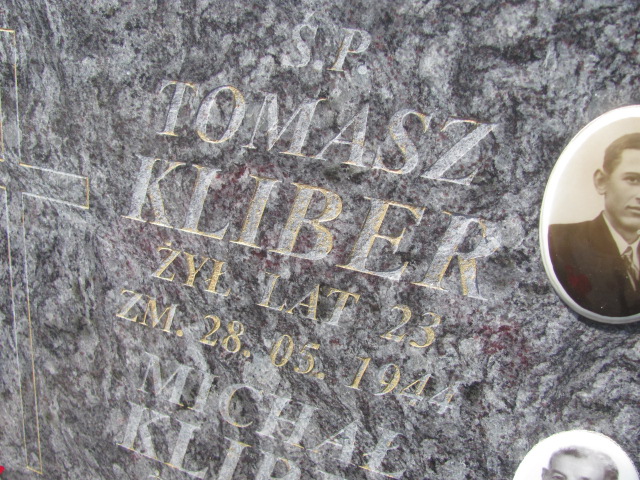 Ś.P.
TOMASZ
KLIBER
ŻYŁ LAT 23
ZM. 28.05.1944
MICHAŁ